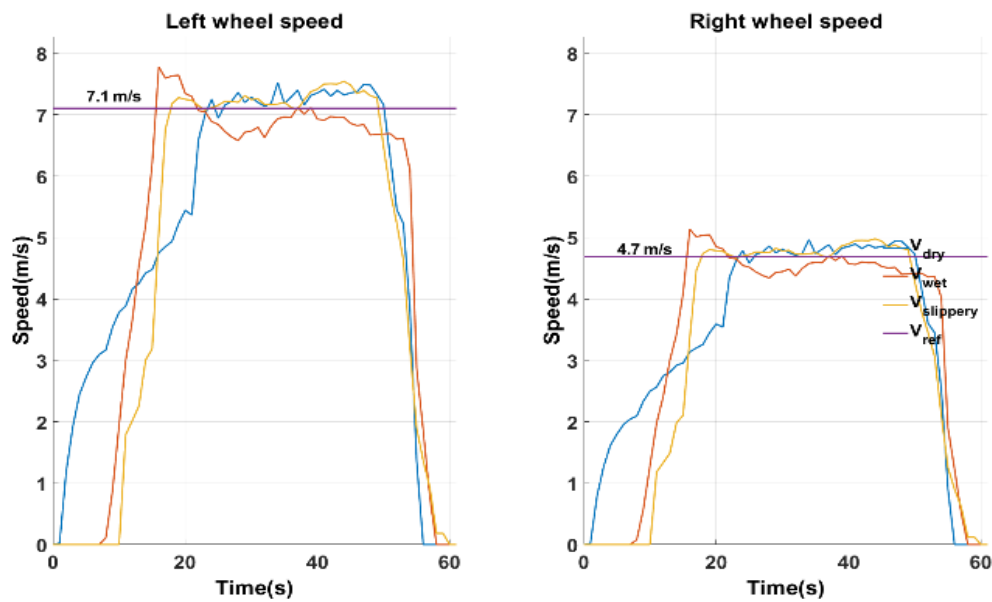 Left wheel speed
8
7
6
5
4
3
2
1
0
7.1 m/s
Speed(m/s)
0 20 40 60
Time(s)
Right wheel speed
8
7
6
5
4
3
2
1
0
4.7 m/s
Speed(m/s)
V dry
V wet
V slippery
V ref
0 20 40 60
Time(s)